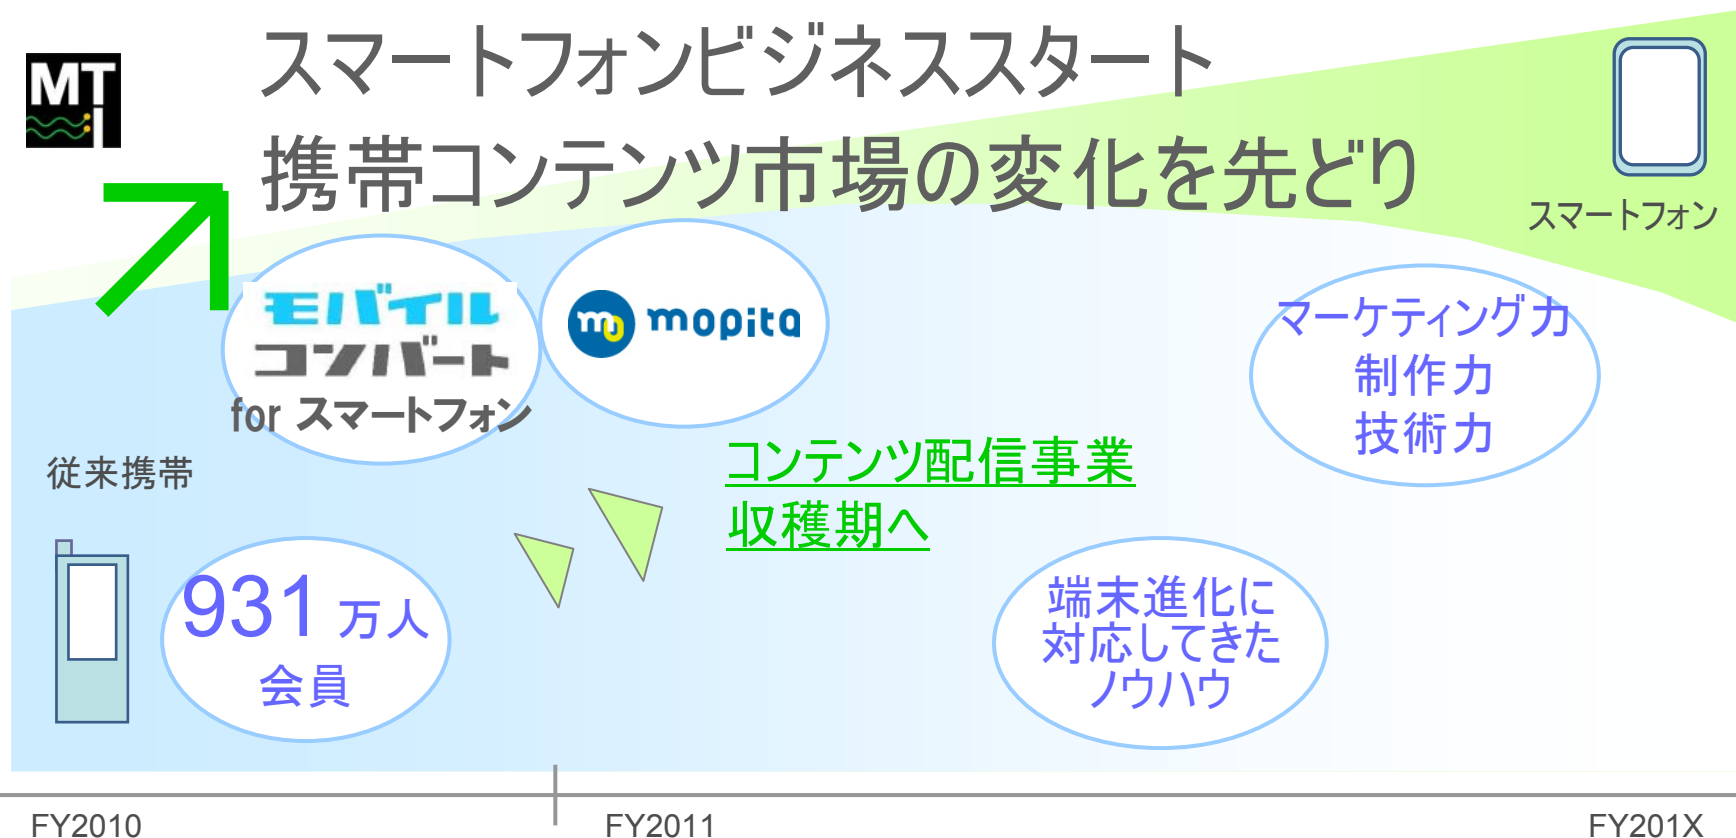 MTI
スマートフォンビジネススタート
携帯コンテンツ市場の変化を先どり
スマートフォン
モバイル
コンバート
for スマートフォン
mo mopita
マーケティング力
制作力
技術力
従来携帯
コンテンツ配信事業
収穫期へ
931 万人
会員
端末進化に
対応してきた
ノウハウ
FY2010
FY2011
FY201X